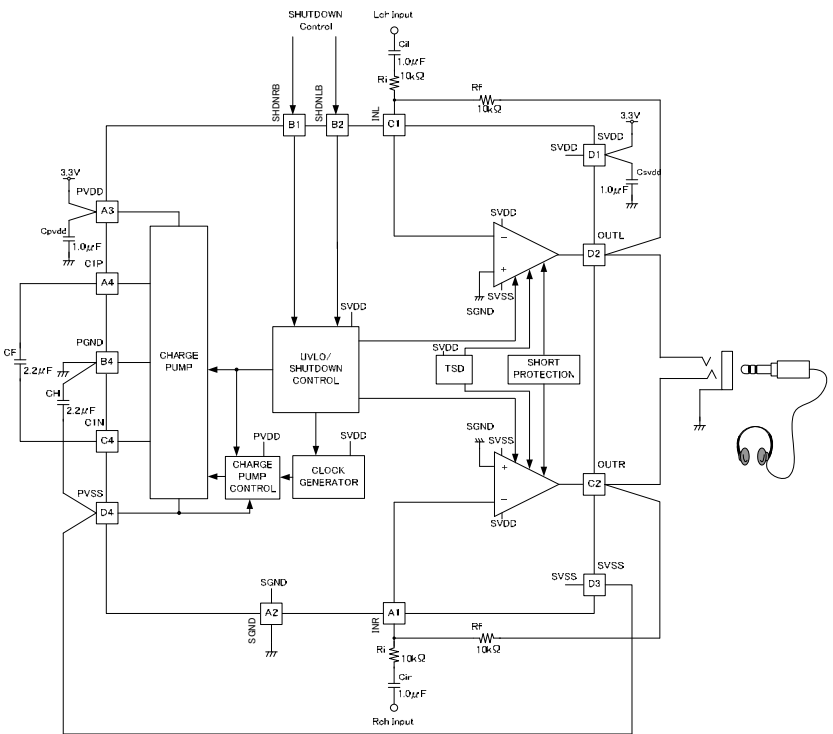 SHUTDOWN
Control
Lch Input
Cil
1.0μF
Ri
10kΩ
Rf
10kΩ
SHDNRB
SHDNLB
INL
B1
B2
C1
3.3V
SVDD
SVDD
D1
Csvdd
1.0μF
3.3V
PVDD
A3
Cpvdd
1.0μF
C1P
A4
SVDD
OUTL
D2
SGND
SVSS
CF
2.2μF
PGND
B4
CH
2.2μF
C1N
C4
CHARGE
PUMP
SVDD
UVLO/
SHUTDOWN
CONTROL
SVDD
TSD
SHORT
PROTECTION
PVDD
SVDD
CHARGE
PUMP
CONTROL
CLOCK
GENERATOR
SGND
SVSS
SVDD
OUTR
C2
PVSS
D4
SVSS
SVSS
D3
SGND
SGND
A2
INR
A1
Rf
10kΩ
Ri
10kΩ
Cir
1.0μF
Rch Input